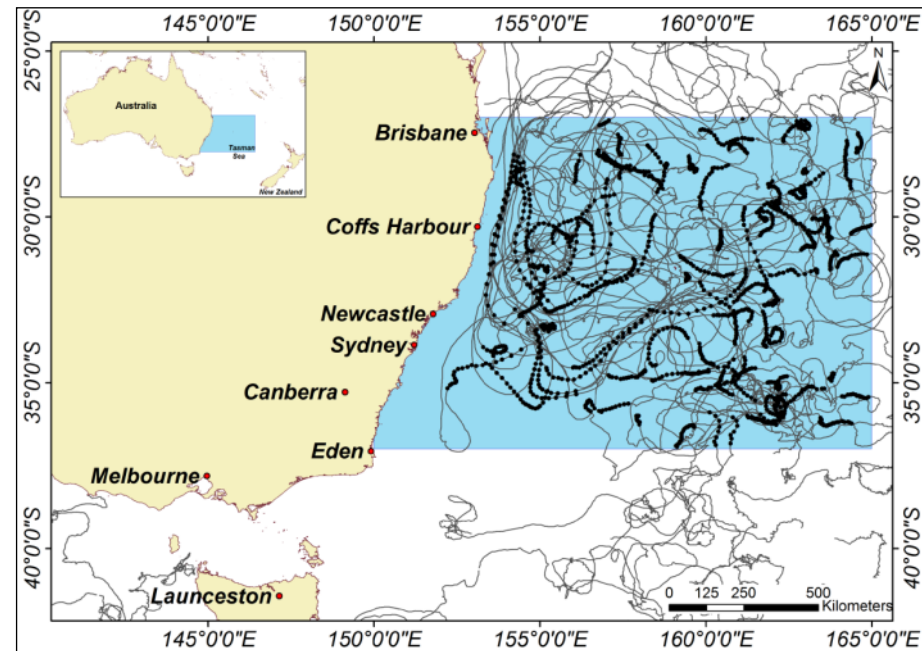 145°0'0"E 150°0'0"E 155°0'0"E 160°0'0"E 165°0'0"E
25°0'0"S
30°0'0"S
35°0'0"S
40°0'0"S
Australia
Tasman
Sea
New Zealand
N
Brisbane
Coffs Harbour
Newcastle
Sydney
Canberra
Eden
Melbourne
Launceston
0 125 250 500
Kilometers
25°0'0"S
30°0'0"S
35°0'0"S
40°0'0"S
145°0'0"E 150°0'0"E 155°0'0"E 160°0'0"E 165°0'0"E